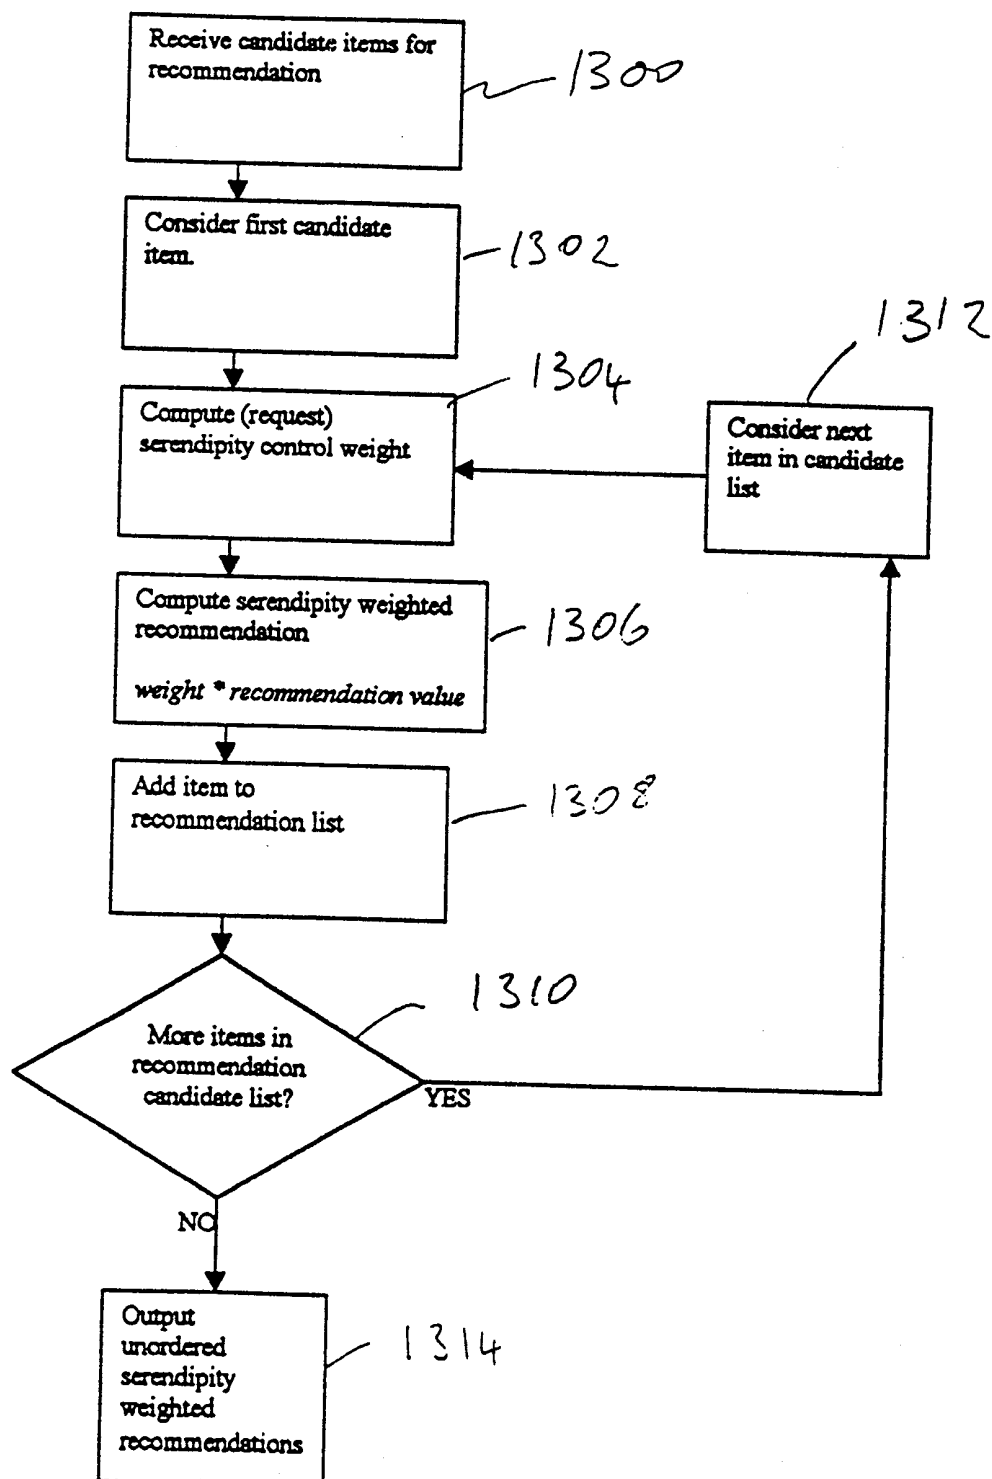 Receive candidate items for
recommendation
1300
Consider first candidate
item.
1302
1312
1304
Compute (request)
serendipity control weight
Consider next
item in candidate
list
Compute serendipity weighted
recommendation
1306
weight * recommendation value
Add item to
recommendation list
1308
1310
More items in
recommendation
candidate list?
YES
NO
Output
unordered
serendipity
weighted
recommendations
1314